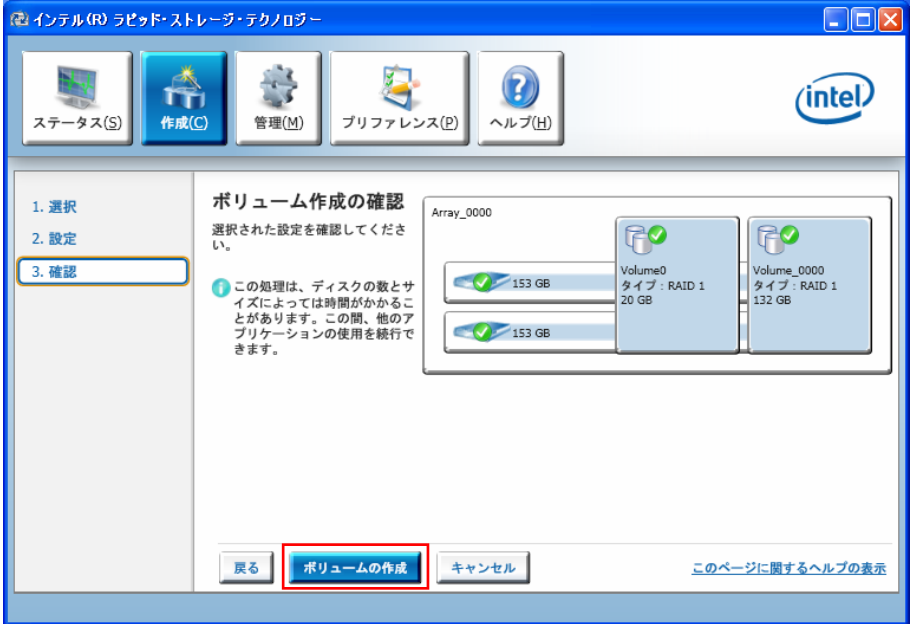 インテル(R) ラピッド・ストレージ・テクノロジー
ステータス(S)
作成(C)
管理(M)
プリファレンス(P)
ヘルプ(H)
intel
1. 選択
2. 設定
3. 確認
ボリューム作成の確認
選択された設定を確認してくださ
い。
この処理は、ディスクの数とサ
イズによっては時間がかかるこ
とがあります。この間、他のア
プリケーションの使用を続行で
きます。
Array_0000
153 GB
153 GB
Volume0
タイプ : RAID 1
20 GB
Volume_0000
タイプ : RAID 1
132 GB
戻る
ボリュームの作成
キャンセル
このページに関するヘルプの表示